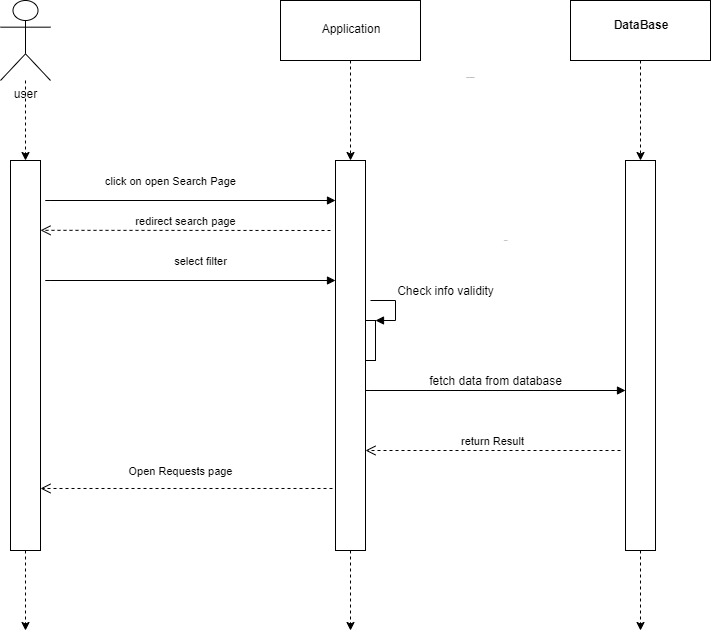 Application
DataBase
user
click on open Search Page
redirect search page
select filter
Check info validity
fetch data from database
return Result
Open Requests page